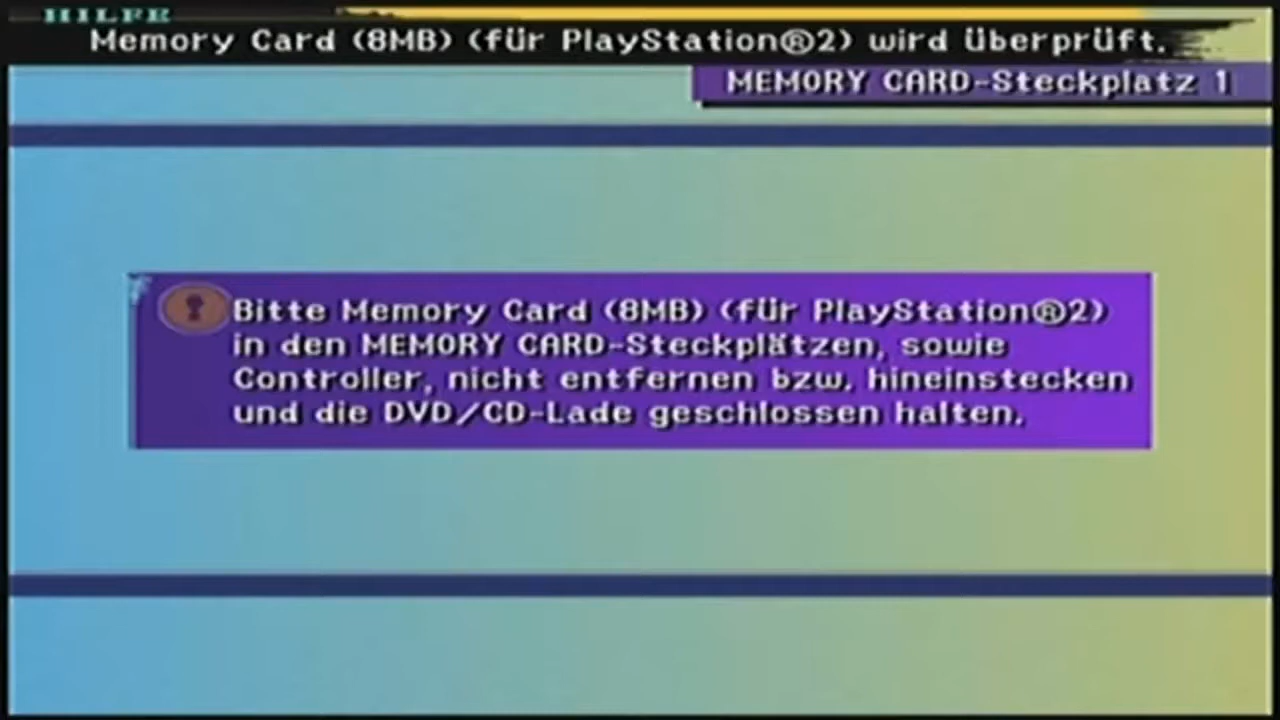 HILFE
Memory Card (8MB) (für PlayStation®2) wird überprüft.
MEMORY CARD-Steckplatz 1
Bitte Memory Card (8MB) (für PlayStation®2)
in den MEMORY CARD-Steckplätzen, sowie
Controller, nicht entfernen bzw. hineinstecken
und die DVD/CD-Lade geschlossen halten.